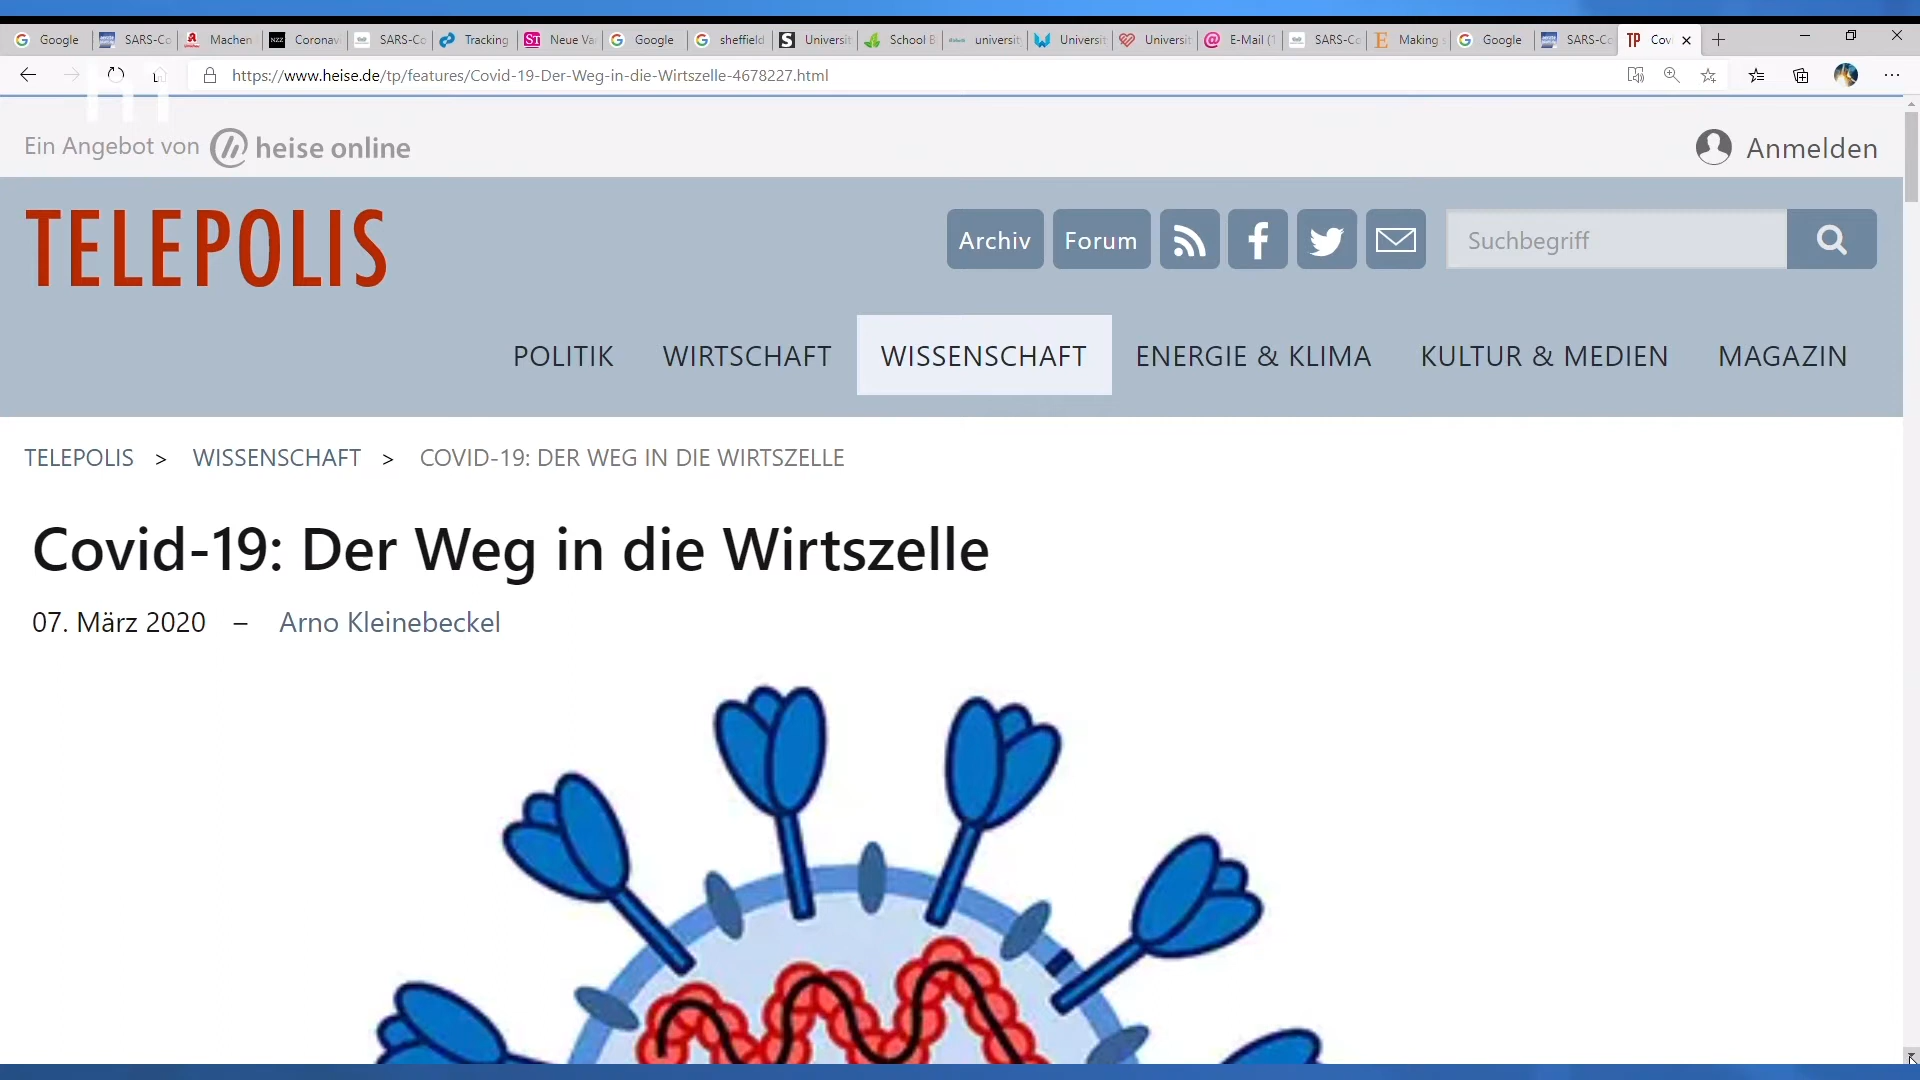 Google SARS-Co Machen Corona SARS-Co Tracking Neue Va Google sheffield Universit School B universit Universit Universit E-Mail (1 SARS-Co Making Google SARS-Co Covi
https://www.heise.de/tp/features/Covid-19-Der-Weg-in-die-Wirtszelle-4678227.html
Ein Angebot von heise online
Anmelden
TELEPOLIS
Archiv Forum Suchbegriff
POLITIK WIRTSCHAFT WISSENSCHAFT ENERGIE & KLIMA KULTUR & MEDIEN MAGAZIN
TELEPOLIS > WISSENSCHAFT > COVID-19: DER WEG IN DIE WIRTSZELLE
Covid-19: Der Weg in die Wirtszelle
07. März 2020 – Arno Kleinebeckel